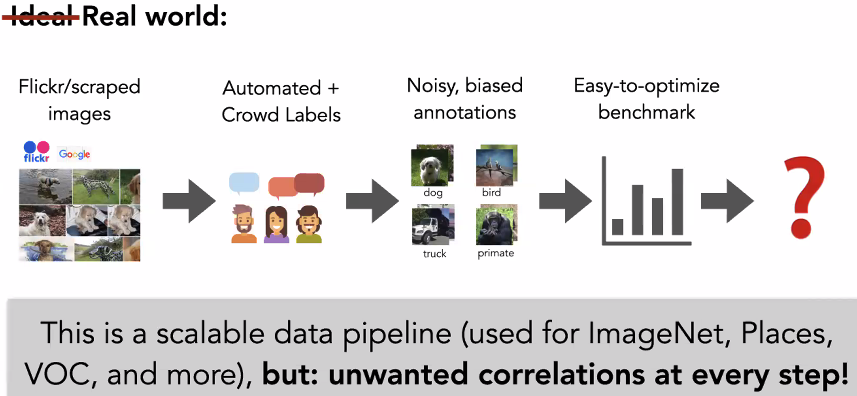 Ideal Real world:
Flickr/scraped
images
Automated +
Crowd Labels
Noisy, biased
annotations
Easy-to-optimize
benchmark
flickr
Google
dog
bird
truck
primate
?
This is a scalable data pipeline (used for ImageNet, Places,
VOC, and more), but: unwanted correlations at every step!